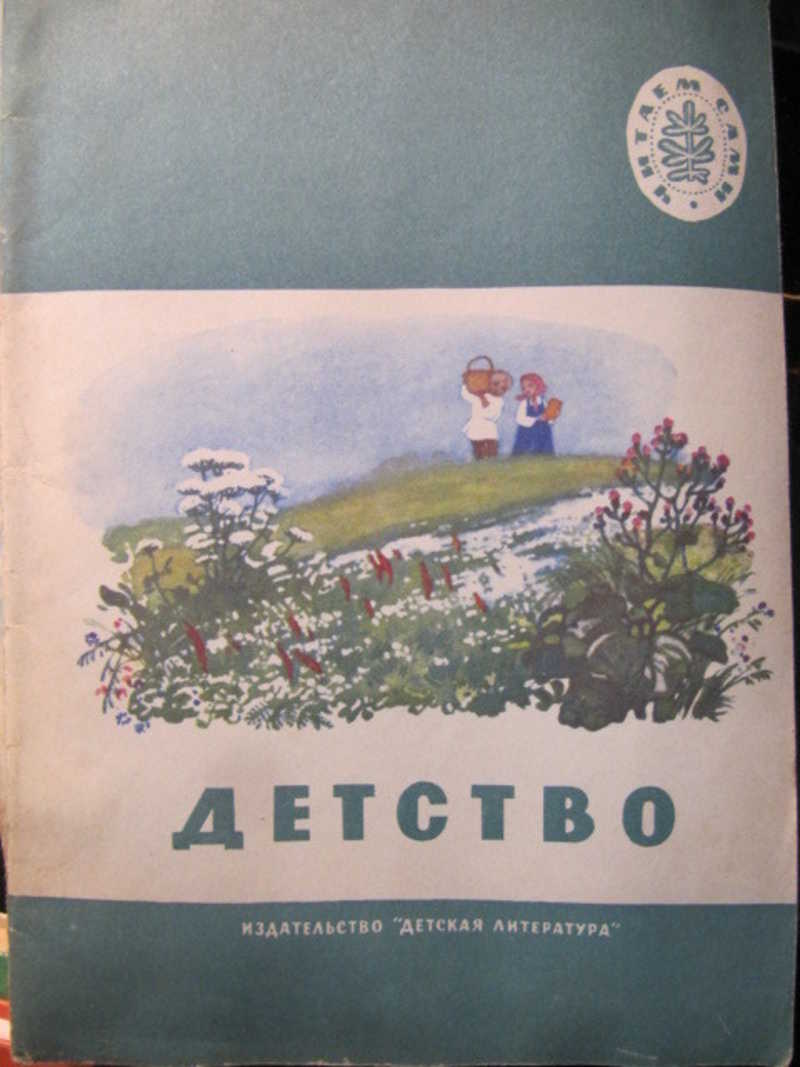 ЧИТАЕМ САМИ •
ДЕТСТВО
ИЗДАТЕЛЬСТВО "ДЕТСКАЯ ЛИТЕРАТУРА"